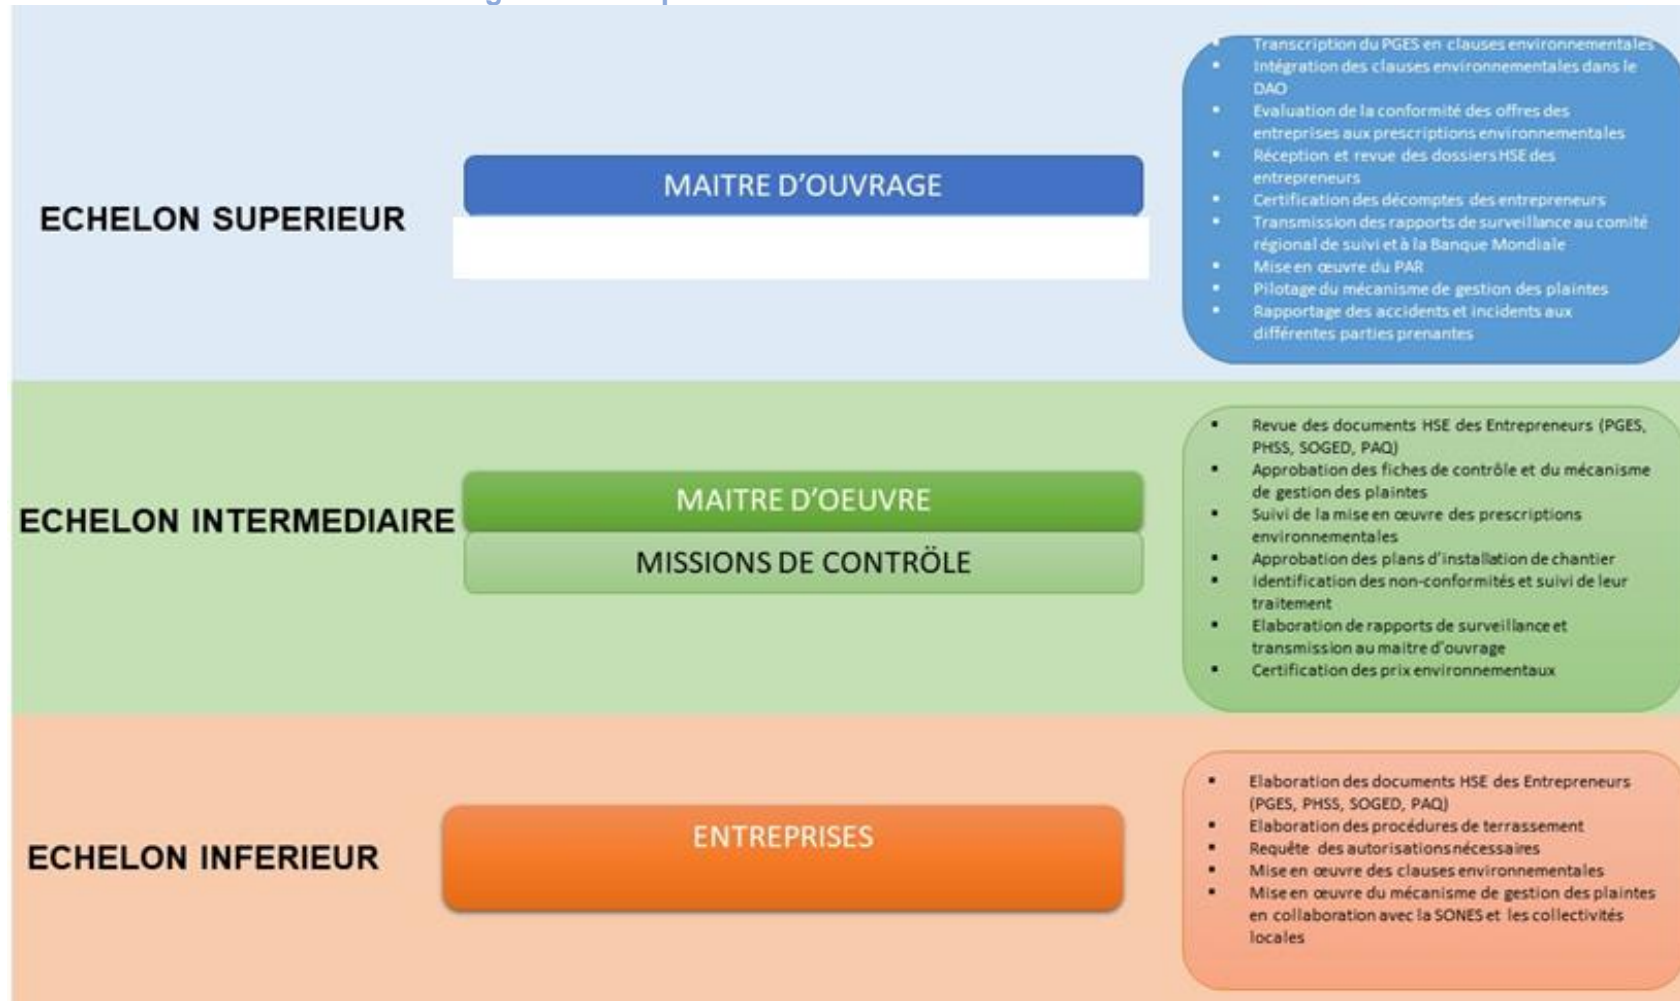 ECHELON SUPERIEUR
MAITRE D'OUVRAGE
Transcription du PGES en clauses environnementales
Intégration des clauses environnementales dans le
DAO
Evaluation de la conformité des offres des
entreprises aux prescriptions environnementales
Réception et revue des dossiers HSE des
entrepreneurs
Certification des décomptes des entrepreneurs
Transmission des rapports de surveillance au comité
régional de suivi et à la Banque Mondiale
Mise en œuvre du PAR
Pilotage du mécanisme de gestion des plaintes
Rapportage des accidents et incidents aux
différentes parties prenantes
ECHELON INTERMEDIAIRE
MAITRE D'OEUVRE
MISSIONS DE CONTRÖLE
Revue des documents HSE des Entrepreneurs (PGES,
PHSS, SOGED, PAQ)
Approbation des fiches de contrôle et du mécanisme
de gestion des plaintes
Suivi de la mise en œuvre des prescriptions
environnementales
Approbation des plans d'installation de chantier
Identification des non-conformités et suivi de leur
traitement
Elaboration de rapports de surveillance et
transmission au maitre d'ouvrage
Certification des prix environnementaux
ECHELON INFERIEUR
ENTREPRISES
Elaboration des documents HSE des Entrepreneurs
(PGES, PHSS, SOGED, PAQ)
Elaboration des procédures de terrassement
Requête des autorisations nécessaires
Mise en œuvre des clauses environnementales
Mise en œuvre du mécanisme de gestion des plaintes
en collaboration avec la SONES et les collectivités
locales